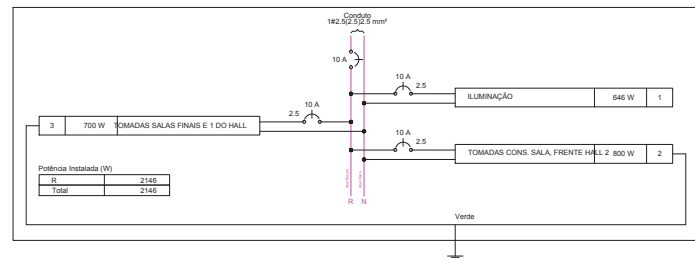 Conduto
1#2.5(2.5)2.5 mm²
10 A
10 A
2.5
ILUMINAÇÃO 646 W 1
10 A
2.5
3 700 W TOMADAS SALAS FINAIS E 1 DO HALL
10 A
2.5
TOMADAS CONS. SALA, FRENTE HALL 2 800 W 2
Potência Instalada (W)
R 2146
Total 2146
R N
Verde